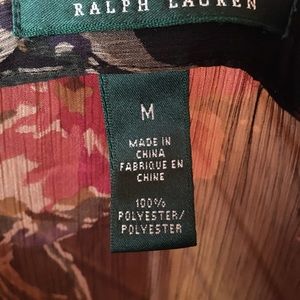 RALPH LAUREN
M
MADE IN
CHINA
FABRIQUE EN
CHINE
100%
POLYESTER/
POLYESTER